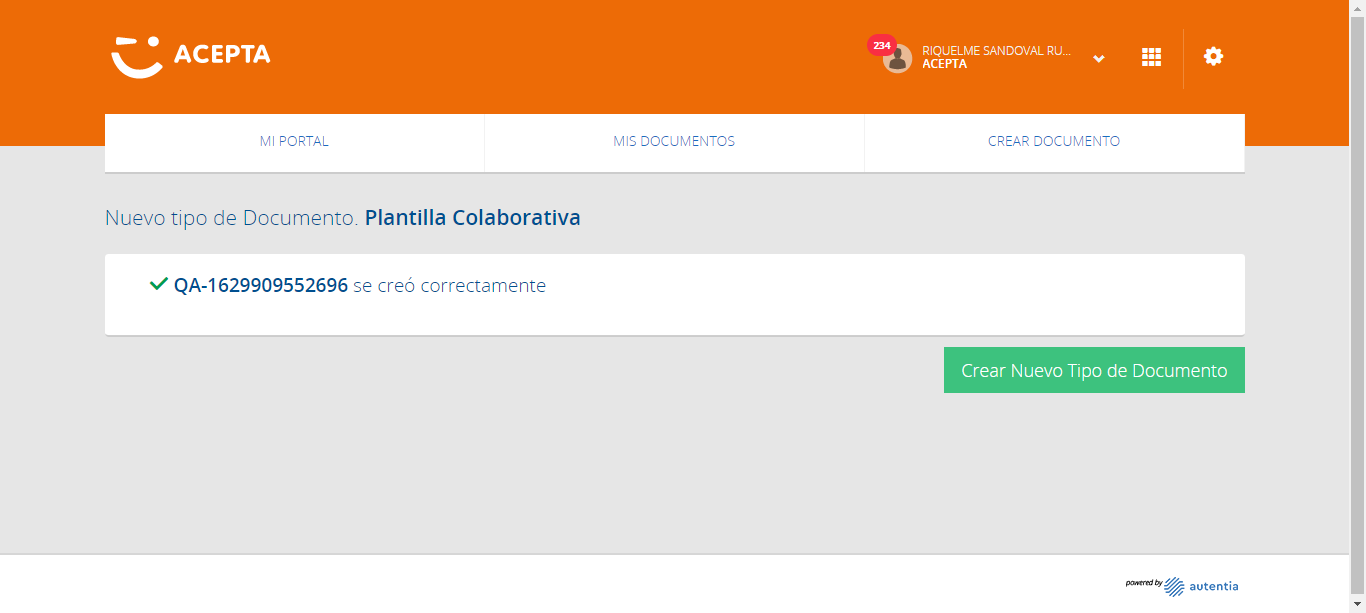 ACEPTA
234
RIQUELME SANDOVAL RU...
ACEPTA
MI PORTAL
MIS DOCUMENTOS
CREAR DOCUMENTO
Nuevo tipo de Documento. Plantilla Colaborativa
QA-1629909552696 se creó correctamente
Crear Nuevo Tipo de Documento
powered by autentia